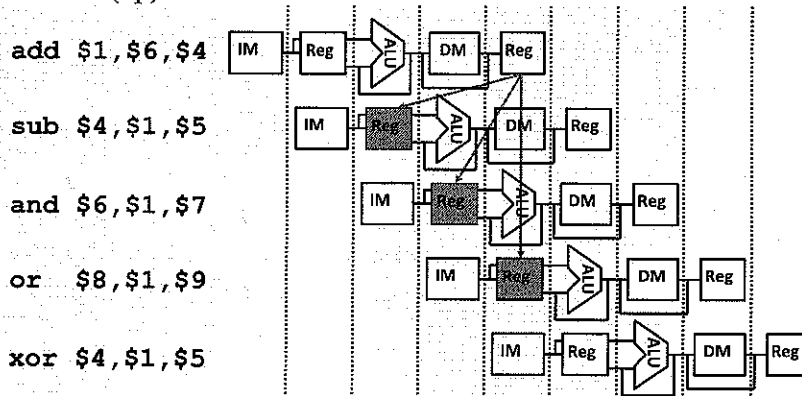 add $1,$6,$4 IM Reg ALU DM Reg
sub $4,$1,$5 IM Reg ALU DM Reg
and $6,$1,$7 IM Reg ALU DM Reg
or $8,$1,$9 IM Reg ALU DM Reg
xor $4,$1,$5 IM Reg ALU DM Reg